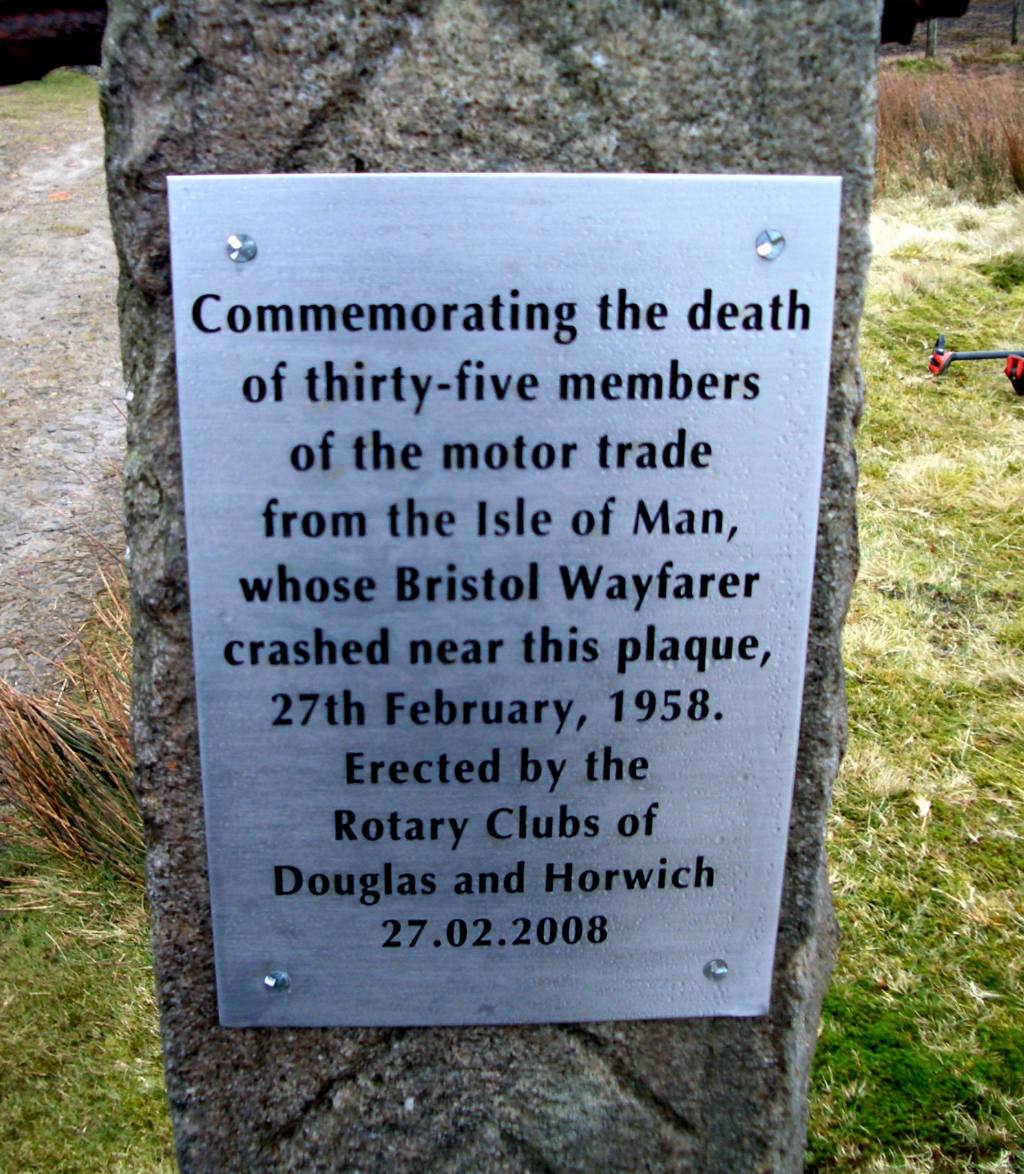 Commemorating the death
of thirty-five members
of the motor trade
from the Isle of Man,
whose Bristol Wayfarer
crashed near this plaque,
27th February, 1958.
Erected by the
Rotary Clubs of
Douglas and Horwich
27.02.2008